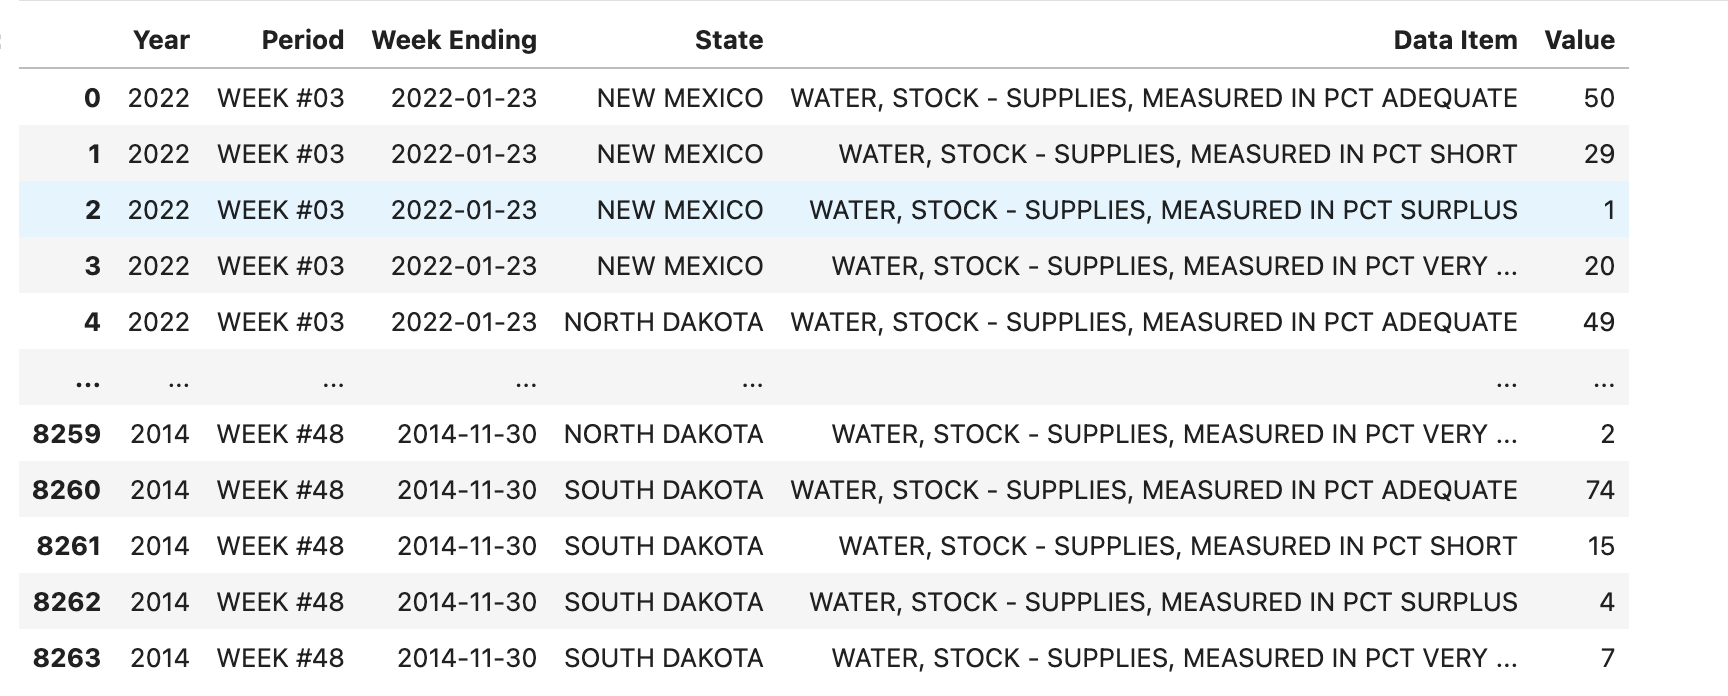 Year Period Week Ending State Data Item Value
0 2022 WEEK #03 2022-01-23 NEW MEXICO WATER, STOCK - SUPPLIES, MEASURED IN PCT ADEQUATE 50
1 2022 WEEK #03 2022-01-23 NEW MEXICO WATER, STOCK - SUPPLIES, MEASURED IN PCT SHORT 29
2 2022 WEEK #03 2022-01-23 NEW MEXICO WATER, STOCK - SUPPLIES, MEASURED IN PCT SURPLUS 1
3 2022 WEEK #03 2022-01-23 NEW MEXICO WATER, STOCK - SUPPLIES, MEASURED IN PCT VERY ... 20
4 2022 WEEK #03 2022-01-23 NORTH DAKOTA WATER, STOCK - SUPPLIES, MEASURED IN PCT ADEQUATE 49
... ... ... ... ... ... ...
8259 2014 WEEK #48 2014-11-30 NORTH DAKOTA WATER, STOCK - SUPPLIES, MEASURED IN PCT VERY ... 2
8260 2014 WEEK #48 2014-11-30 SOUTH DAKOTA WATER, STOCK - SUPPLIES, MEASURED IN PCT ADEQUATE 74
8261 2014 WEEK #48 2014-11-30 SOUTH DAKOTA WATER, STOCK - SUPPLIES, MEASURED IN PCT SHORT 15
8262 2014 WEEK #48 2014-11-30 SOUTH DAKOTA WATER, STOCK - SUPPLIES, MEASURED IN PCT SURPLUS 4
8263 2014 WEEK #48 2014-11-30 SOUTH DAKOTA WATER, STOCK - SUPPLIES, MEASURED IN PCT VERY ... 7